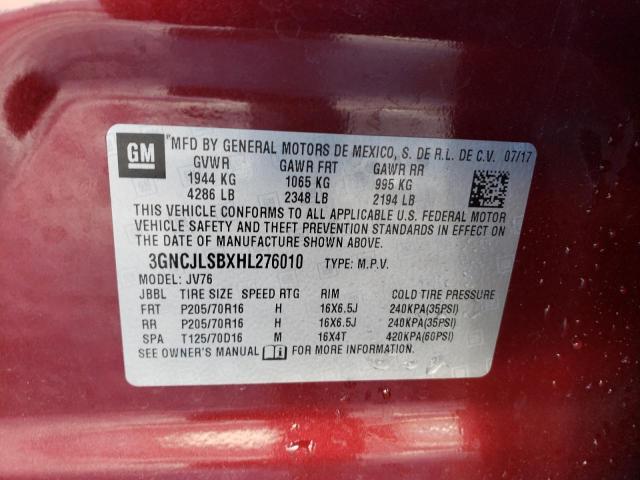 GM
MFD BY GENERAL MOTORS DE MEXICO, S. DE R.L. DE C.V. 07/17
GVWR GAWR FRT GAWR RR
1944 KG 1065 KG 995 KG
4286 LB 2348 LB 2194 LB
THIS VEHICLE CONFORMS TO ALL APPLICABLE U.S. FEDERAL MOTOR
VEHICLE SAFETY AND THEFT PREVENTION STANDARDS IN EFFECT ON
THE DATE OF MANUFACTURE SHOWN ABOVE.
3GNCJLSBXHL276010 TYPE: M.P.V.
MODEL: JV76
JBBL TIRE SIZE SPEED RTG RIM COLD TIRE PRESSURE
FRT P205/70R16 H 16X6.5J 240KPA(35PSI)
RR P205/70R16 H 16X6.5J 240KPA(35PSI)
SPA T125/70D16 M 16X4T 420KPA(60PSI)
SEE OWNER'S MANUAL FOR MORE INFORMATION.